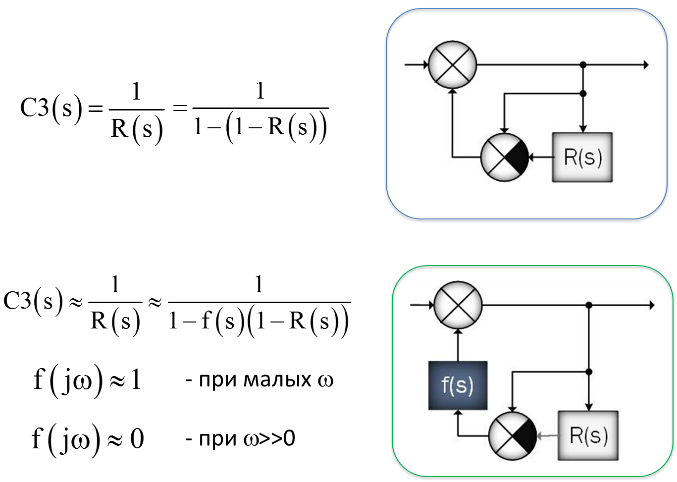 C3(s) = 1/R(s) = 1/(1−(1−R(s)))
R(s)
C3(s) ≈ 1/R(s) ≈ 1/(1−f(s)(1−R(s)))
f(jω) ≈ 1 - при малых ω
f(jω) ≈ 0 - при ω>>0
f(s)
R(s)